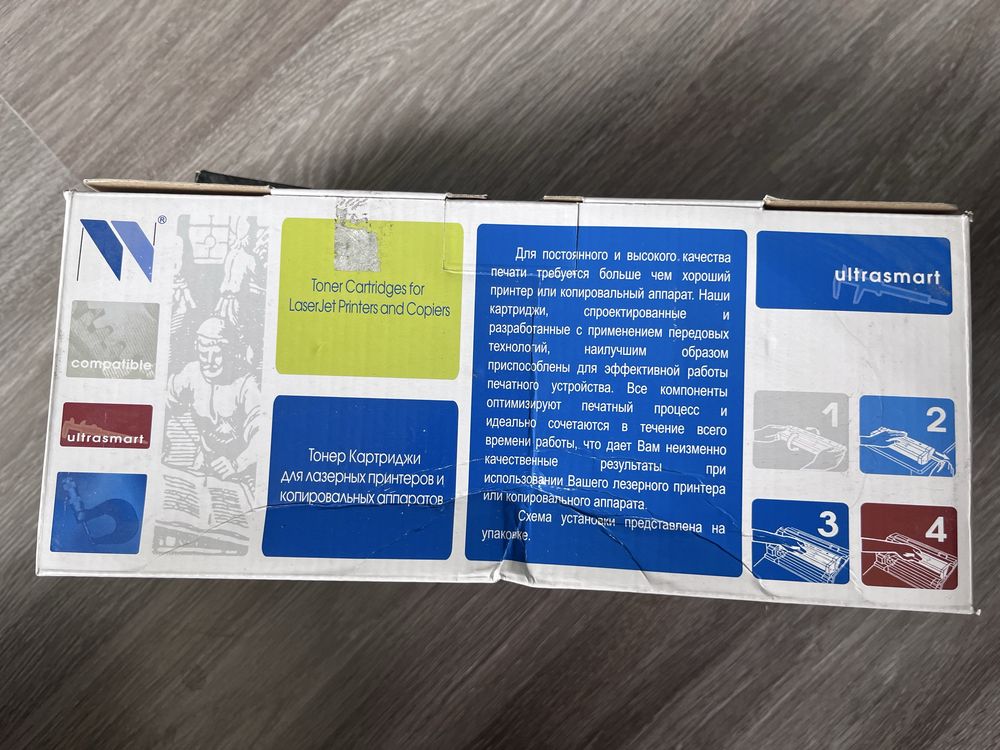 ®
compatible
ultrasmart
Toner Cartridges for
LaserJet Printers and Copiers
Тонер Картриджи
для лазерных принтеров и
копировальных аппаратов
Для постоянного и высокого качества
печати требуется больше чем хороший
принтер или копировальный аппарат. Наши
картриджи, спроектированные и
разработанные с применением передовых
технологий, наилучшим образом
приспособлены для эффективной работы
печатного устройства. Все компоненты
оптимизируют печатный процесс и
идеально сочетаются в течение всего
времени работы, что дает Вам неизменно
качественные результаты при
использовании Вашего лезерного принтера
или копировального аппарата.
Схема установки представлена на
упаковке.
ultrasmart
1
2
3
4